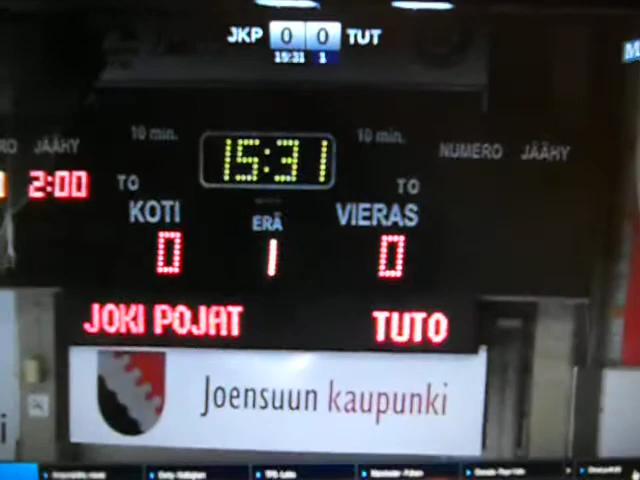 JKP 0 0 TUT
15:31 1
10 min. 15:31 10 min.
JÄÄHY NUMERO JÄÄHY
2:00 TO TO
KOTI ERÄ VIERAS
0 1 0
JOKI POJAT TUTO
Joensuun kaupunki